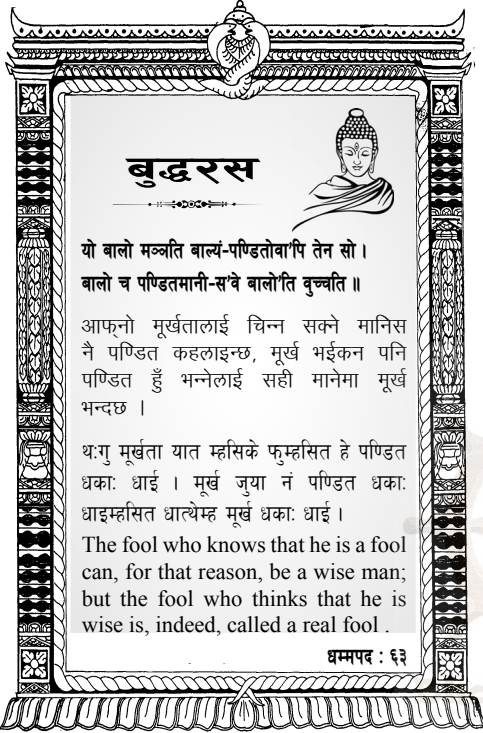 बुद्धरस
यो बालो मञ्ञति बाल्यं-पण्डितोवा'पि तेन सो ।
बालो च पण्डितमानी-स'वे बालो'ति वुच्चति ॥
आफ्‌नो मूर्खतालाई चिन्न सक्ने मानिस
नै पण्डित कहलाइन्छ, मूर्ख भईकन पनि
पण्डित हुँ भन्नेलाई सही मानेमा मूर्ख
भन्दछ ।
थःगु मूर्खता यात म्हसिके फुम्हसित हे पण्डित
धकाः धाई । मूर्ख जुया नं पण्डित धकाः
धाइम्हसित धात्थेम्ह मूर्ख धकाः धाई ।
The fool who knows that he is a fool
can, for that reason, be a wise man;
but the fool who thinks that he is
wise is, indeed, called a real fool .
धम्मपद : ६३